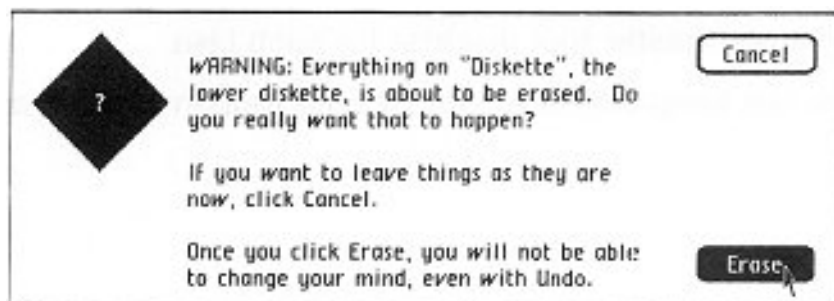 ?
WARNING: Everything on "Diskette", the
lower diskette, is about to be erased. Do
you really want that to happen?
If you want to leave things as they are
now, click Cancel.
Once you click Erase, you will not be able
to change your mind, even with Undo.
Cancel
Erase